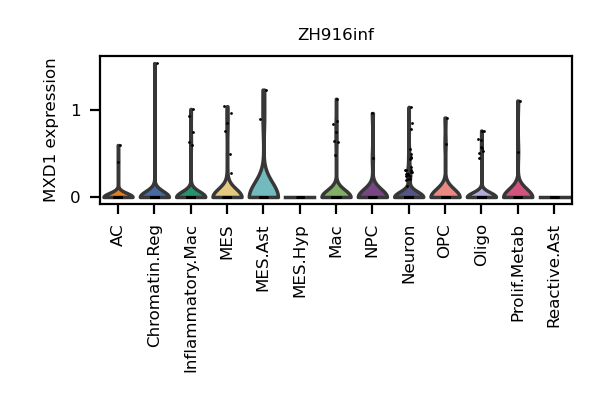 ZH916inf
MXD1 expression
1
0
AC
Chromatin.Reg
Inflammatory.Mac
MES
MES.Ast
MES.Hyp
Mac
NPC
Neuron
OPC
Oligo
Prolif.Metab
Reactive.Ast